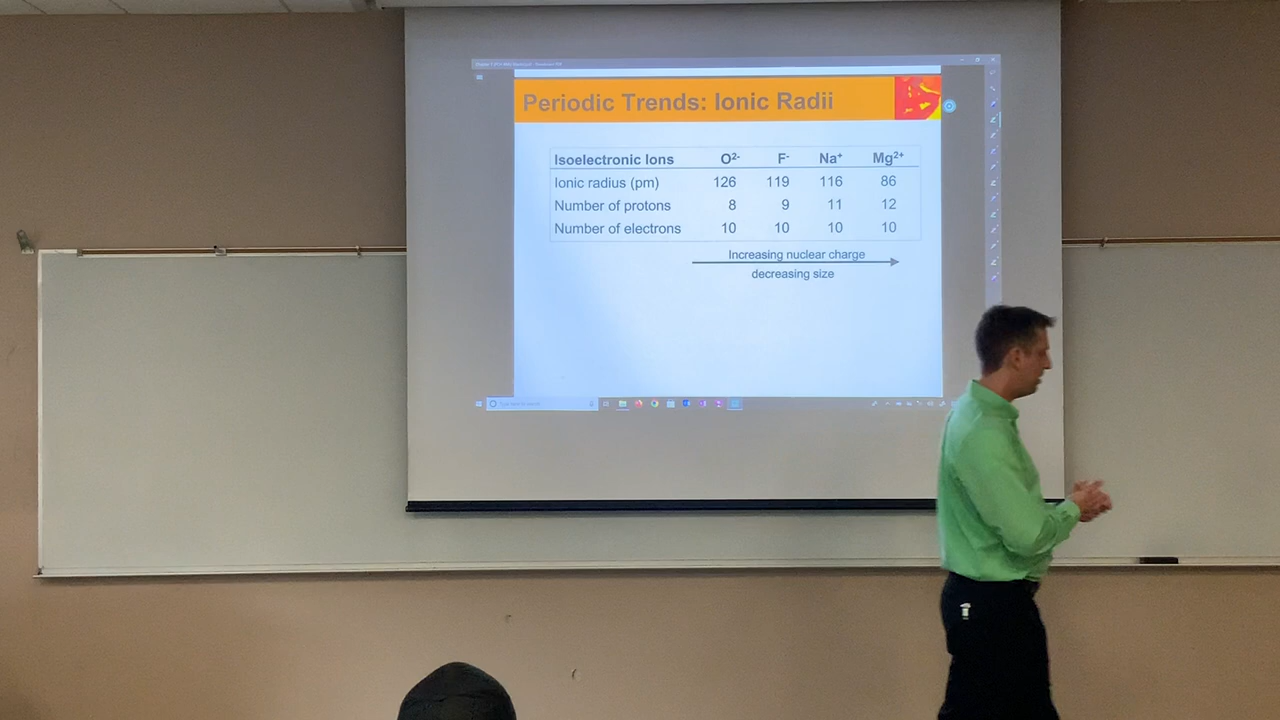 Periodic Trends: Ionic Radii
Isoelectronic Ions O²⁻ F⁻ Na⁺ Mg²⁺
Ionic radius (pm) 126 119 116 86
Number of protons 8 9 11 12
Number of electrons 10 10 10 10
Increasing nuclear charge
decreasing size